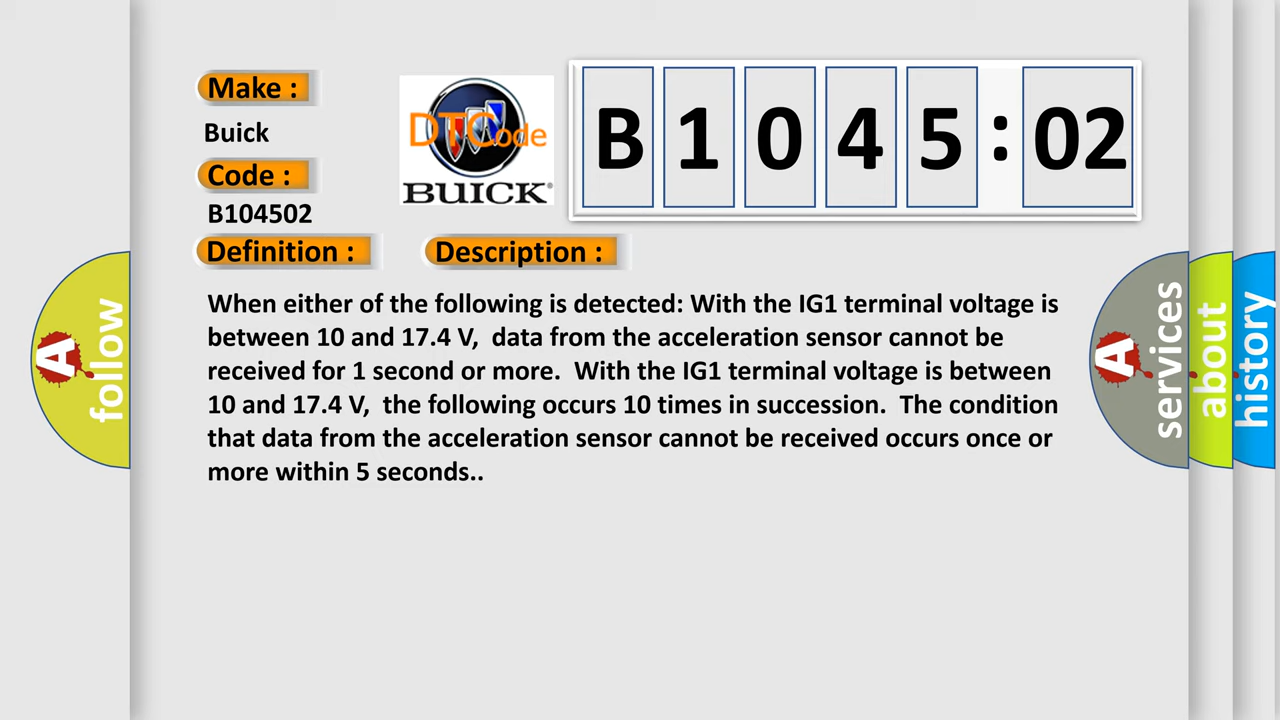 Make :
Buick
Code :
B104502
DTCode
BUICK®
B 1 0 4 5 : 02
Definition :
Description :
When either of the following is detected: With the IG1 terminal voltage is
between 10 and 17.4 V,  data from the acceleration sensor cannot be
received for 1 second or more.  With the IG1 terminal voltage is between
10 and 17.4 V,  the following occurs 10 times in succession.  The condition
that data from the acceleration sensor cannot be received occurs once or
more within 5 seconds..
A follow
A services
about
history